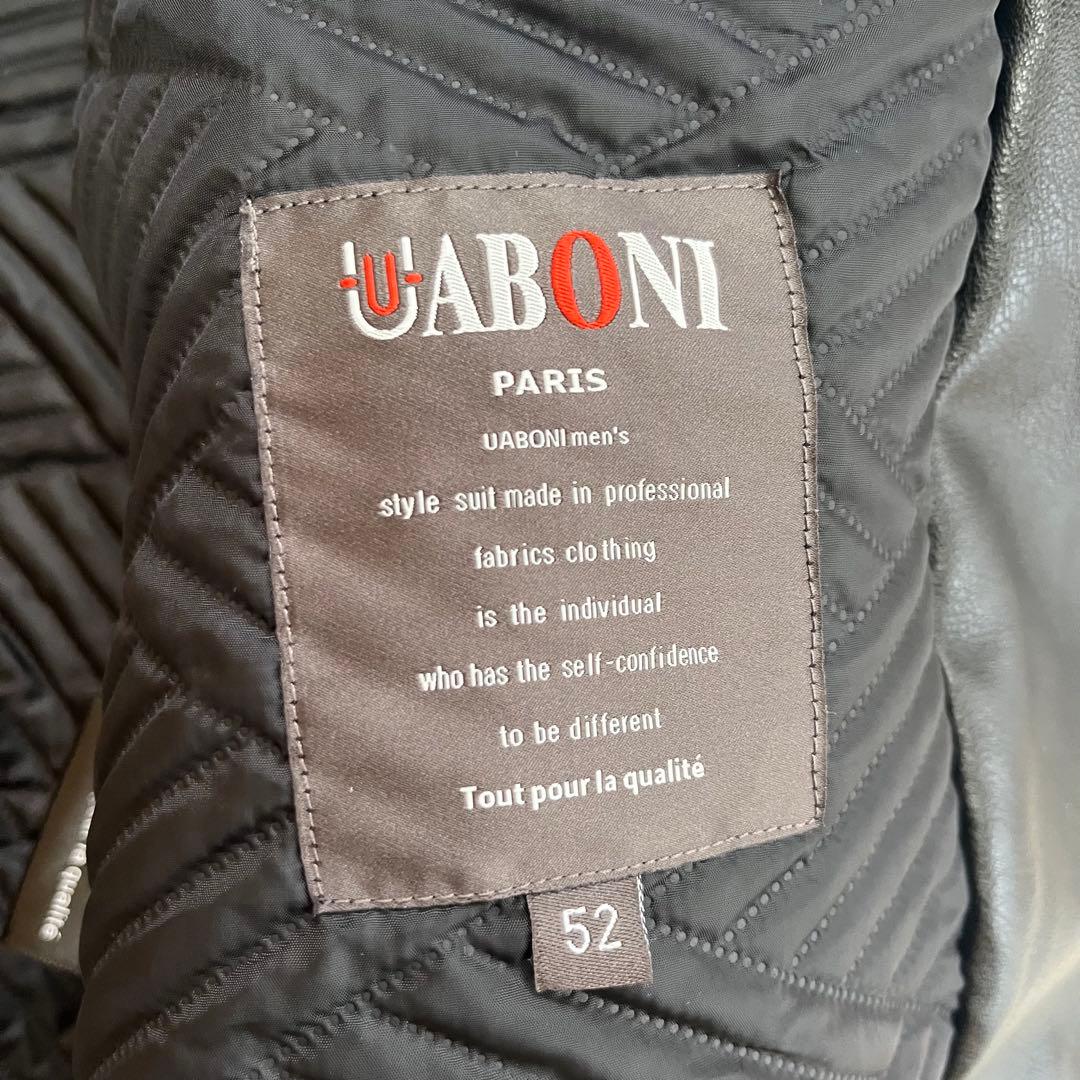 UABONI
PARIS
UABONI men's
style suit made in professional
fabrics clothing
is the individual
who has the self-confidence
to be different
Tout pour la qualité
52
qualité